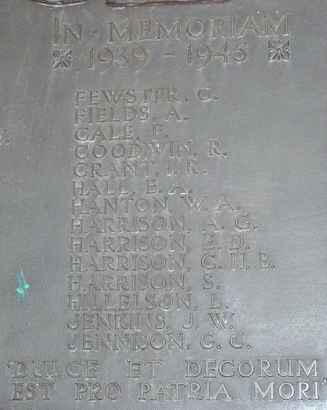 IN · MEMORIAM
1939 - 1945
FEWSTER, C.
FIELDS, A.
GALE, F.
GOODWIN, R.
GRANT, I. R.
HALL, E. A.
HANTON, W. A.
HARRISON, A. G.
HARRISON, E. D.
HARRISON, G. H. B.
HARRISON, S.
HILLELSON, L.
JENKINS, J. W.
JENNISON, G. C.
'DULCE ET DECORUM
EST PRO PATRIA MORI'